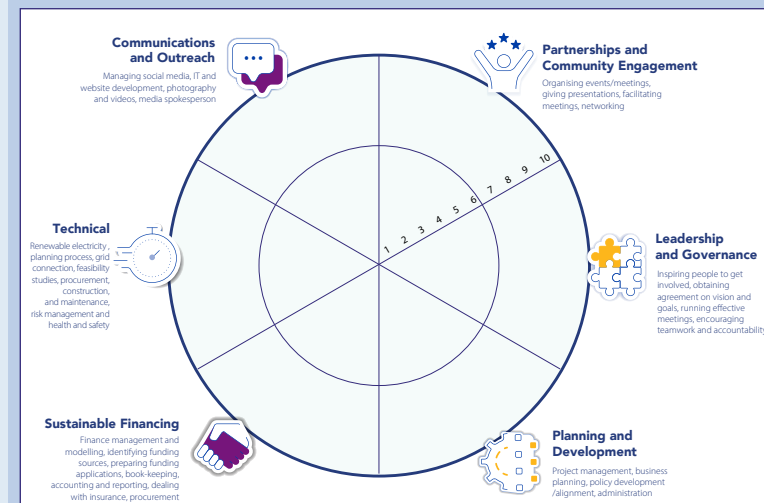 Communications
and Outreach
Managing social media, IT and
website development, photography
and videos, media spokesperson
Partnerships and
Community Engagement
Organising events/meetings,
giving presentations, facilitating
meetings, networking
1 2 3 4 5 6 7 8 9 10
Technical
Renewable electricity,
planning process, grid
connection, feasibility
studies, procurement,
construction,
and maintenance,
risk management and
health and safety
Leadership
and Governance
Inspiring people to get
involved, obtaining
agreement on vision and
goals, running effective
meetings, encouraging
teamwork and accountability
Sustainable Financing
Finance management and
modelling, identifying funding
sources, preparing funding
applications, book-keeping,
accounting and reporting, dealing
with insurance, procurement
Planning and
Development
Project management, business
planning, policy development
/alignment, administration